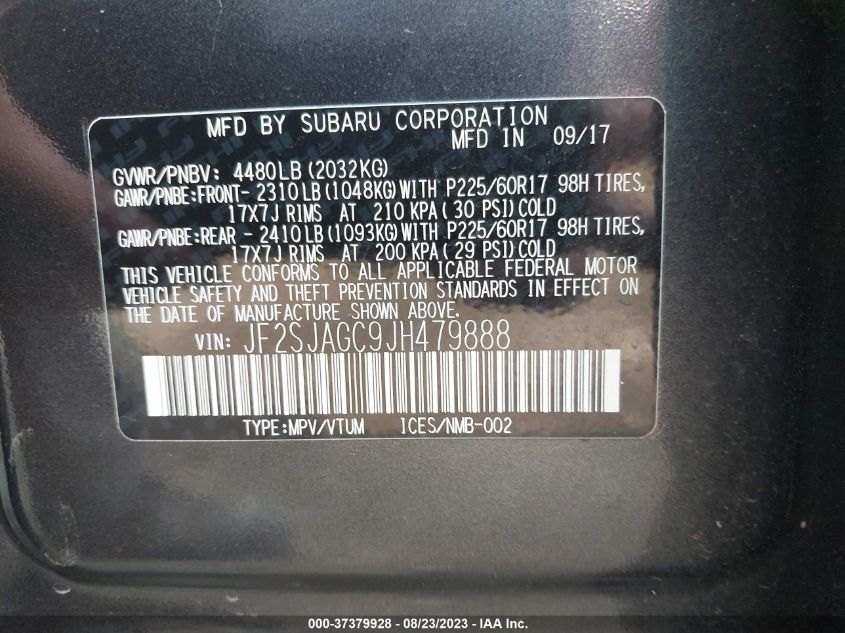 MFD BY SUBARU CORPORATION
MFD IN 09/17
GVWR/PNBV: 4480LB(2032KG)
GAWR/PNBE:FRONT- 2310LB(1048KG)WITH P225/60R17 98H TIRES,
17X7J RIMS AT 210 KPA( 30 PSI)COLD
GAWR/PNBE:REAR - 2410LB(1093KG)WITH P225/60R17 98H TIRES,
17X7J RIMS AT 200 KPA( 29 PSI)COLD
THIS VEHICLE CONFORMS TO ALL APPLICABLE FEDERAL MOTOR
VEHICLE SAFETY AND THEFT PREVENTION STANDARDS IN EFFECT ON
THE DATE OF MANUFACTURE SHOWN ABOVE.
VIN: JF2SJAGC9JH479888
TYPE:MPV/VTUM ICES/NMB-002
000-37379928 - 08/23/2023 - IAA Inc.